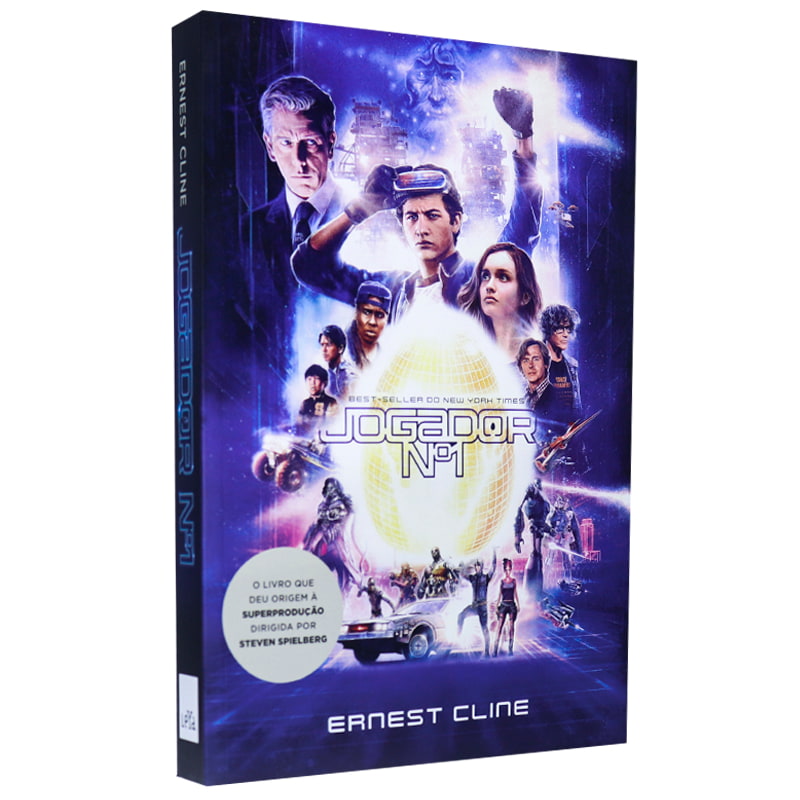 ERNEST CLINE
JOGADOR Nº1
LeYa
BEST-SELLER DO NEW YORK TIMES
JOGADOR
Nº1
O LIVRO QUE
DEU ORIGEM À
SUPERPRODUÇÃO
DIRIGIDA POR
STEVEN SPIELBERG
ERNEST CLINE